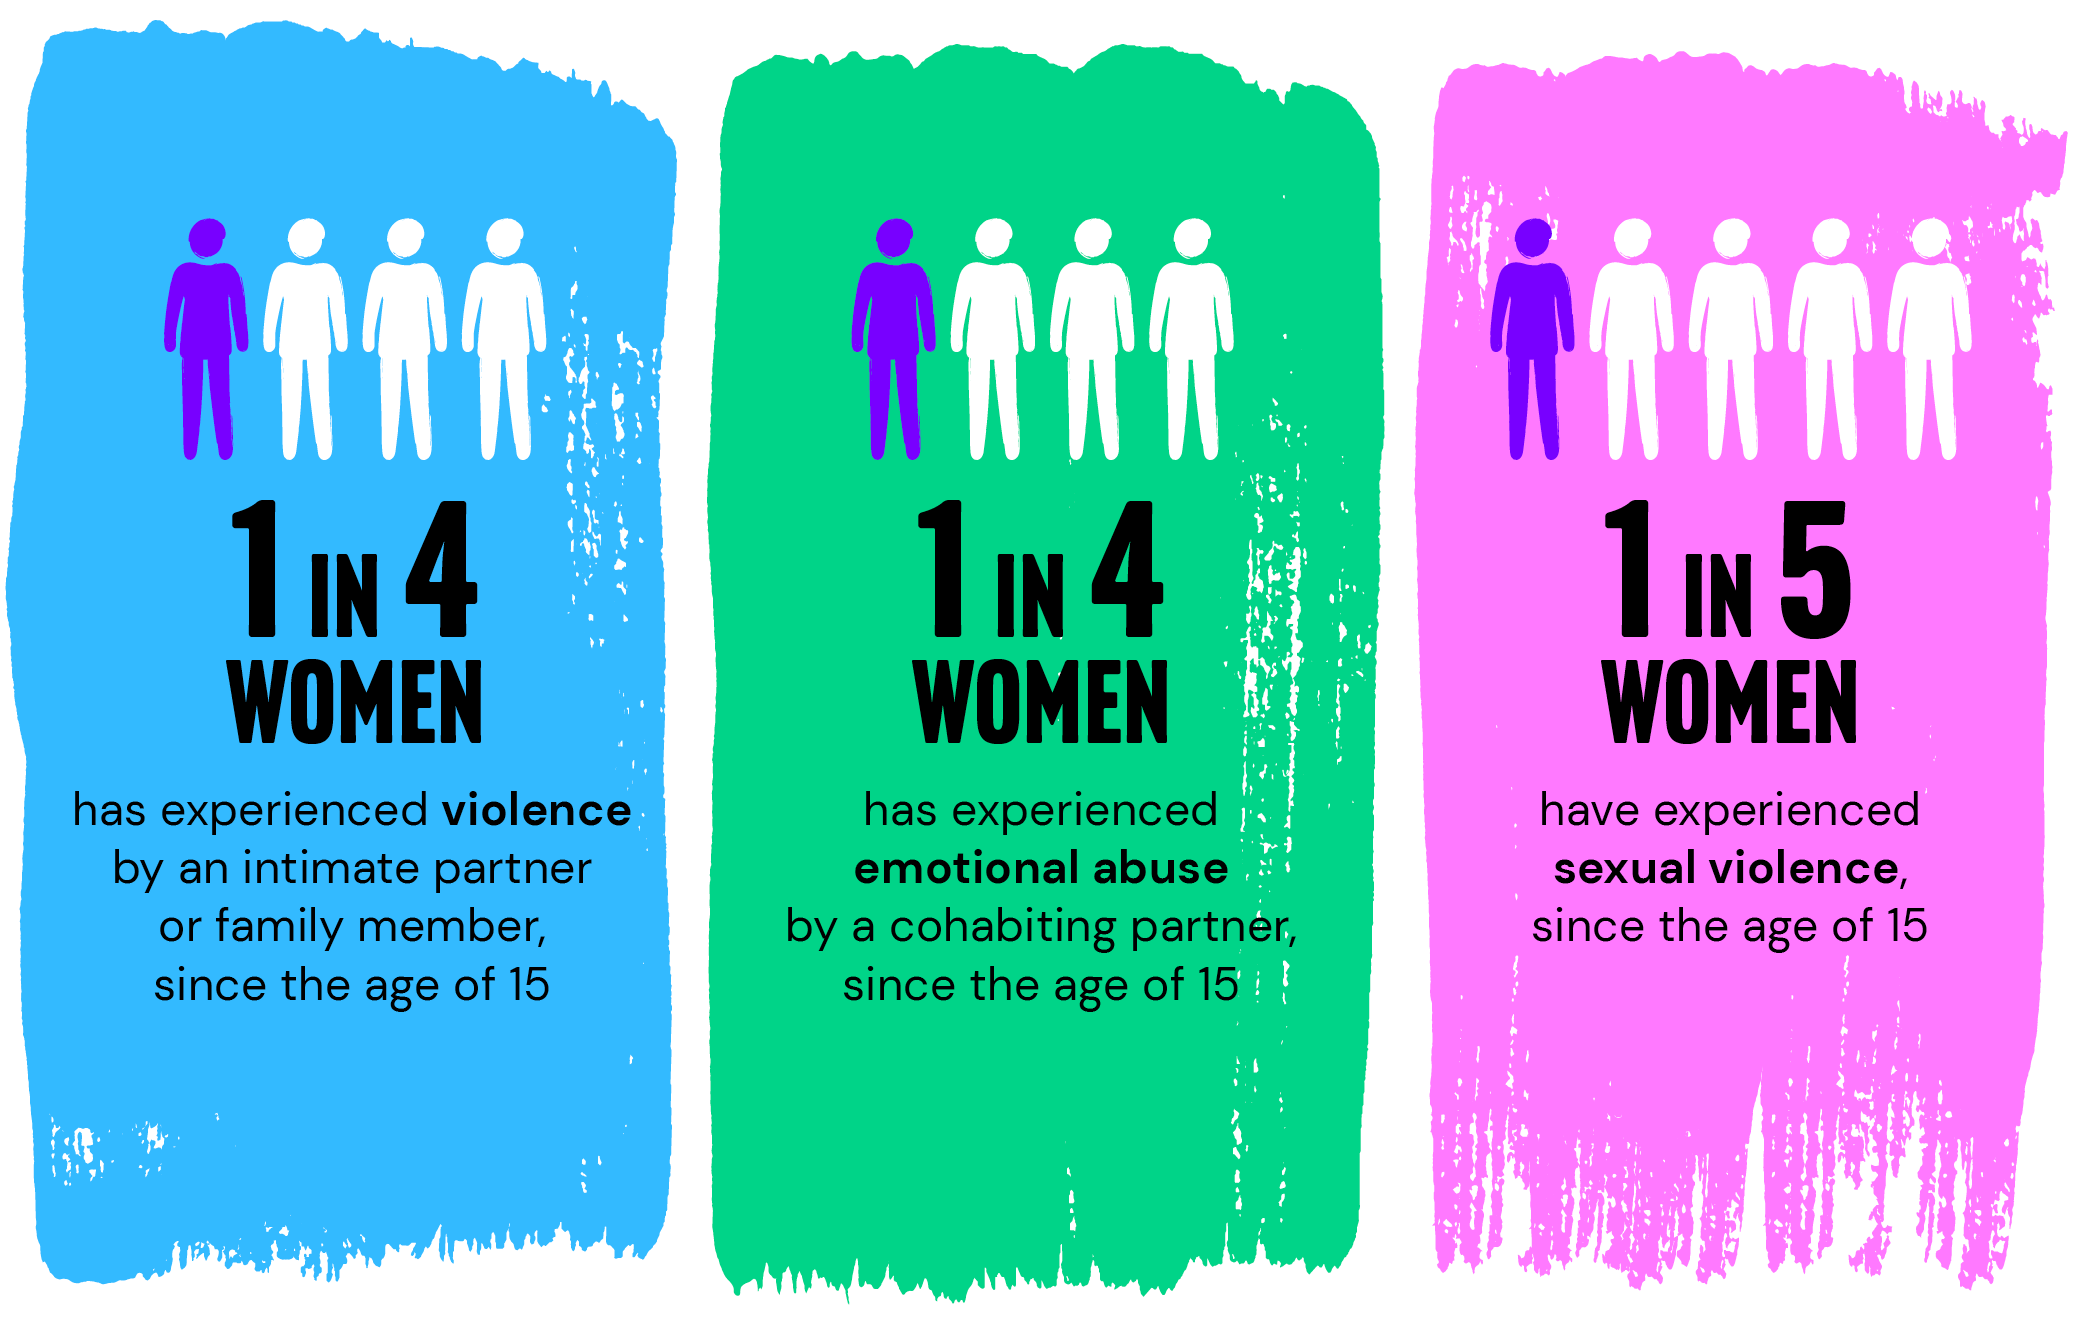 1 IN 4
WOMEN
has experienced violence
by an intimate partner
or family member,
since the age of 15
1 IN 4
WOMEN
has experienced
emotional abuse
by a cohabiting partner,
since the age of 15
1 IN 5
WOMEN
have experienced
sexual violence,
since the age of 15